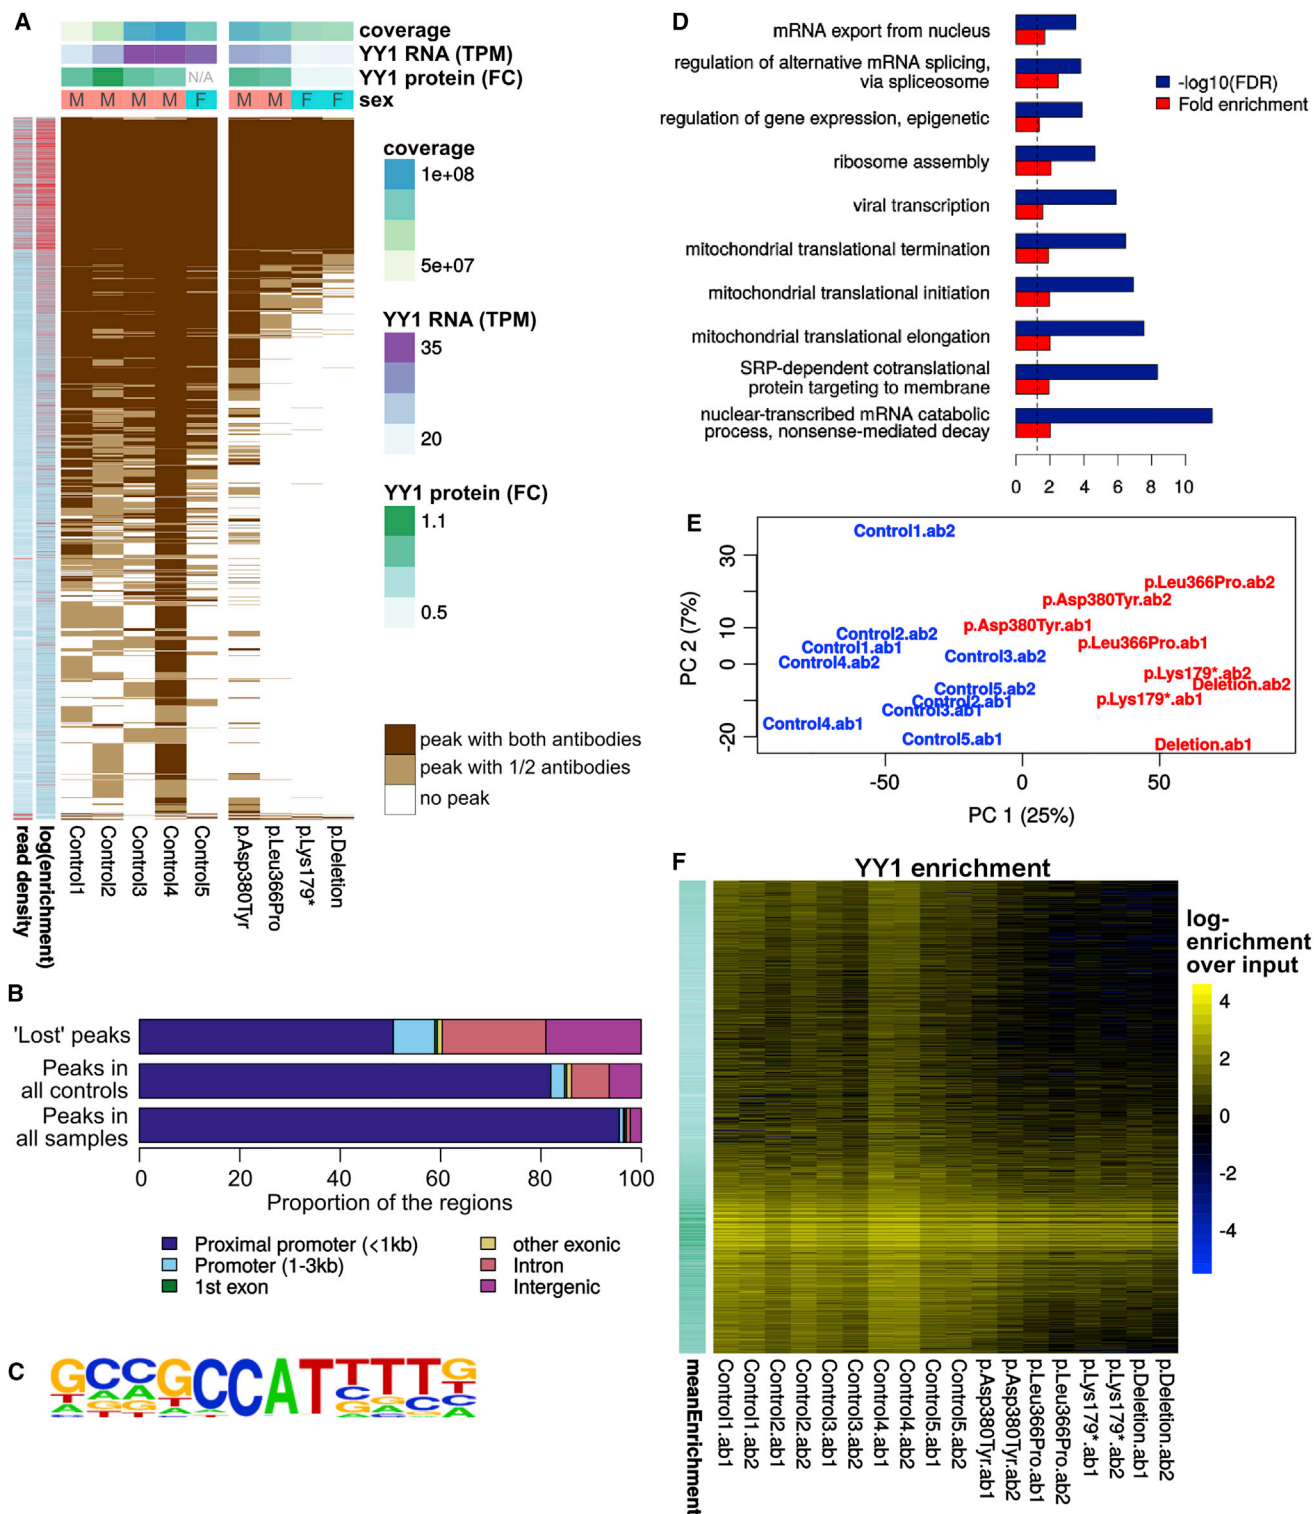 A
coverage
YY1 RNA (TPM)
YY1 protein (FC)
N/A
sex
M M M M F M M F F
coverage
1e+08
5e+07
YY1 RNA (TPM)
35
20
YY1 protein (FC)
1.1
0.5
peak with both antibodies
peak with 1/2 antibodies
no peak
read density
log(enrichment)
Control1
Control2
Control3
Control4
Control5
p.Asp380Tyr
p.Leu366Pro
p.Lys179*
p.Deletion
B
'Lost' peaks
Peaks in
all controls
Peaks in
all samples
0 20 40 60 80 100
Proportion of the regions
Proximal promoter (<1kb)
Promoter (1-3kb)
1st exon
other exonic
Intron
Intergenic
C
D
mRNA export from nucleus
regulation of alternative mRNA splicing,
via spliceosome
regulation of gene expression, epigenetic
ribosome assembly
viral transcription
mitochondrial translational termination
mitochondrial translational initiation
mitochondrial translational elongation
SRP-dependent cotranslational
protein targeting to membrane
nuclear-transcribed mRNA catabolic
process, nonsense-mediated decay
-log10(FDR)
Fold enrichment
0 2 4 6 8 10
E
PC 2 (7%)
30
10
0
-20
Control1.ab2
p.Leu366Pro.ab2
p.Asp380Tyr.ab2
p.Asp380Tyr.ab1
Control2.ab2
p.Leu366Pro.ab1
Control1.ab1
Control3.ab2
Control4.ab2
p.Lys179*.ab2
Deletion.ab2
Control5.ab2
p.Lys179*.ab1
Control2.ab1
Control3.ab1
Control4.ab1
Control5.ab1
Deletion.ab1
-50 0 50
PC 1 (25%)
F
YY1 enrichment
log-
enrichment
over input
4
2
0
-2
-4
meanEnrichment
Control1.ab1
Control1.ab2
Control2.ab1
Control2.ab2
Control3.ab1
Control3.ab2
Control4.ab1
Control4.ab2
Control5.ab1
Control5.ab2
p.Asp380Tyr.ab1
p.Asp380Tyr.ab2
p.Leu366Pro.ab1
p.Leu366Pro.ab2
p.Lys179*.ab1
p.Lys179*.ab2
p.Deletion.ab1
p.Deletion.ab2